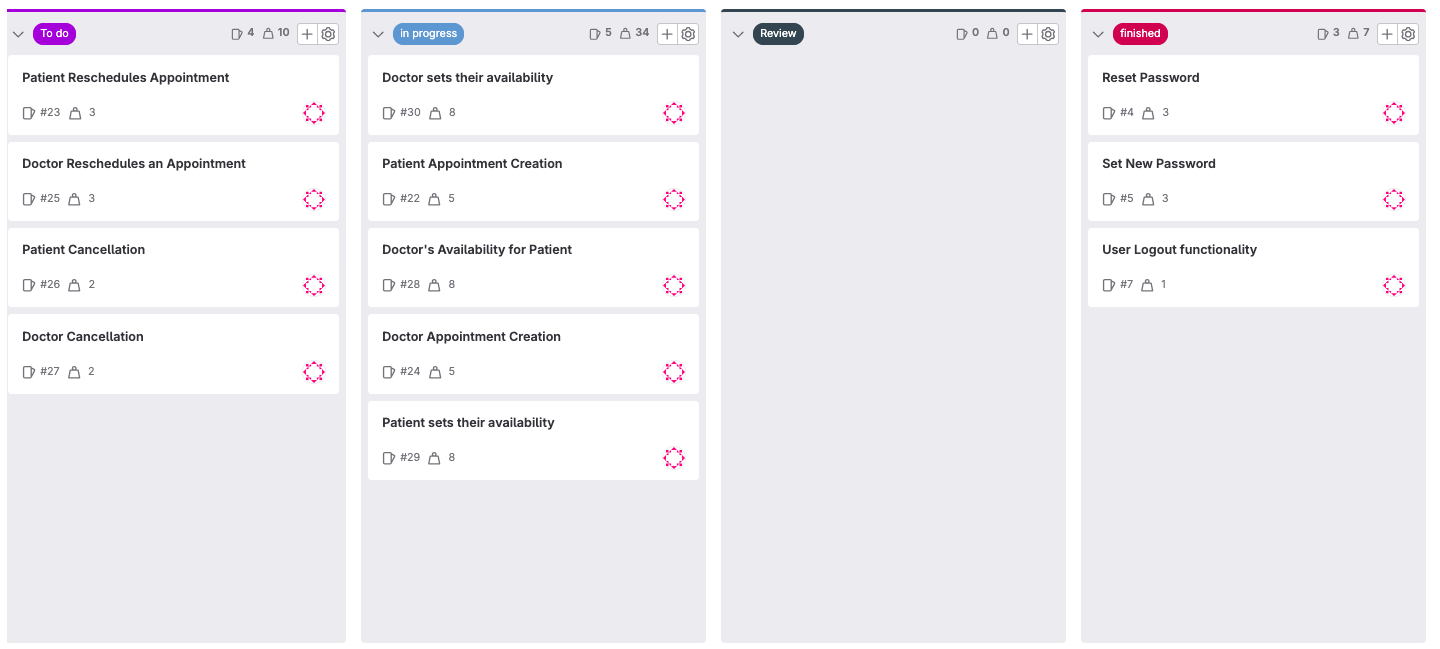 To do 4 10
Patient Reschedules Appointment
#23 3
Doctor Reschedules an Appointment
#25 3
Patient Cancellation
#26 2
Doctor Cancellation
#27 2
in progress 5 34
Doctor sets their availability
#30 8
Patient Appointment Creation
#22 5
Doctor's Availability for Patient
#28 8
Doctor Appointment Creation
#24 5
Patient sets their availability
#29 8
Review 0 0
finished 3 7
Reset Password
#4 3
Set New Password
#5 3
User Logout functionality
#7 1